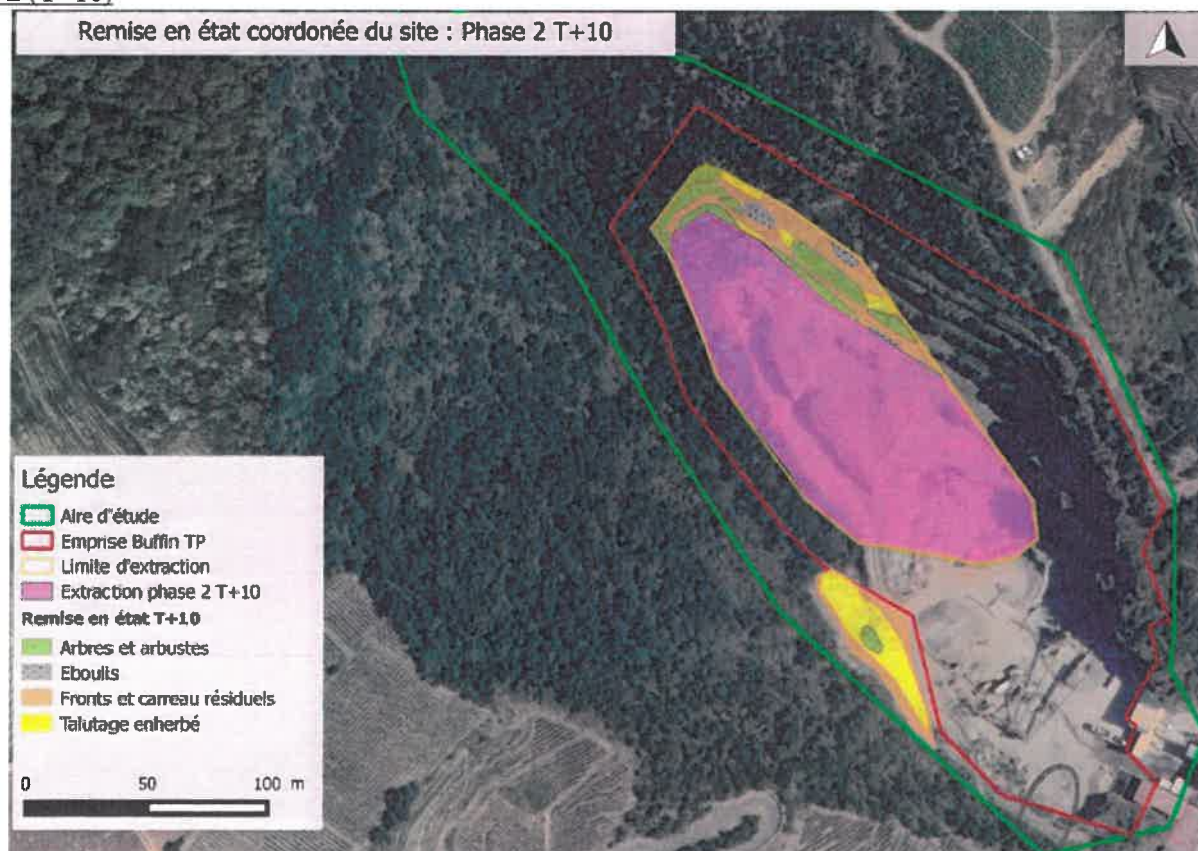 Remise en état coordonée du site : Phase 2 T+10
Légende
Aire d'étude
Emprise Buffin TP
Limite d'extraction
Extraction phase 2 T+10
Remise en état T+10
Arbres et arbustes
Eboulis
Fronts et carreau résiduels
Talutage enherbé
0 50 100 m